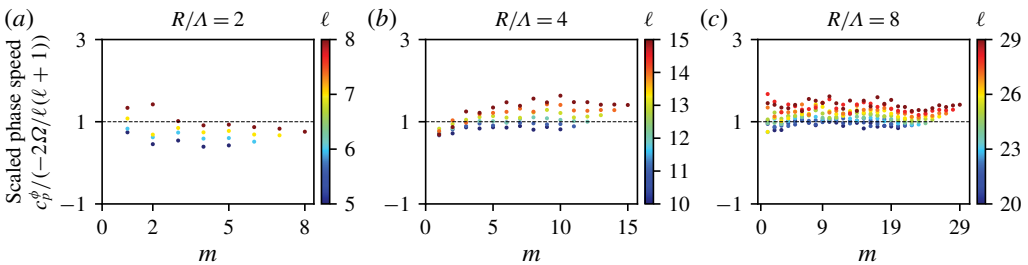 (a) R/Λ = 2 ℓ
(b) R/Λ = 4 ℓ
(c) R/Λ = 8 ℓ
Scaled phase speed
c_p^ϕ/(−2Ω/ℓ(ℓ + 1))
3
1
−1
0 2 5 8
m
8
7
6
5
3
1
−1
0 5 10 15
m
15
14
13
12
11
10
3
1
−1
0 9 19 29
m
29
26
23
20